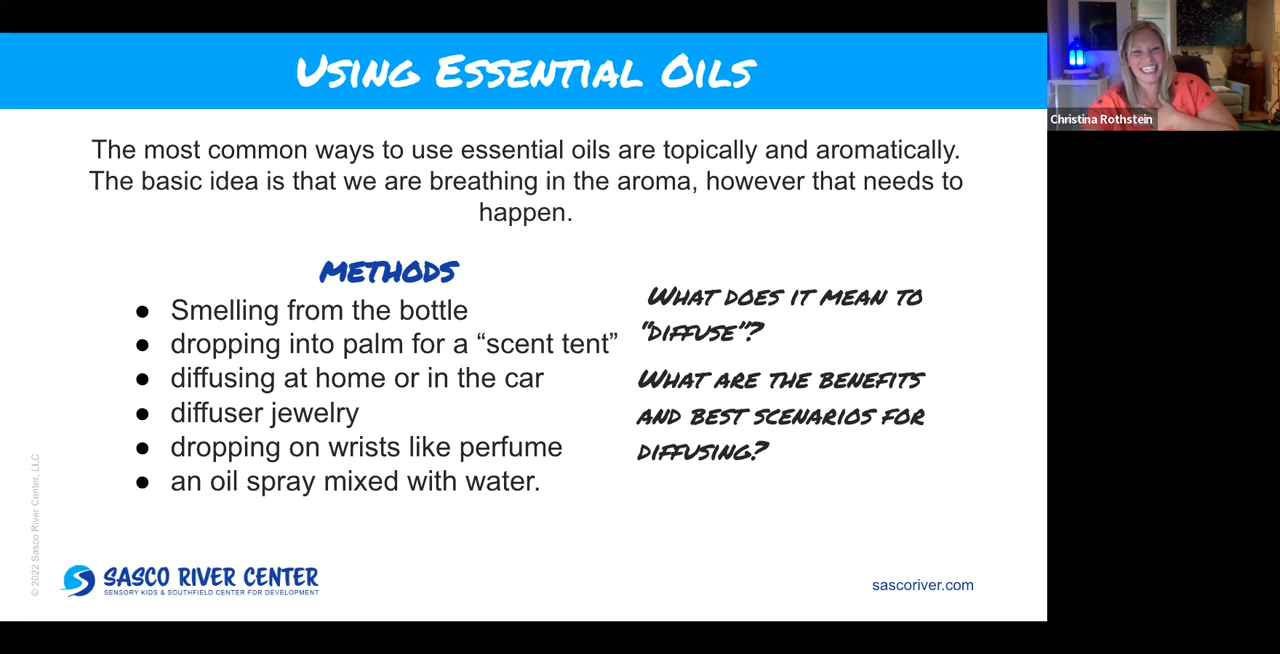 Using Essential Oils
Christina Rothstein
The most common ways to use essential oils are topically and aromatically.
The basic idea is that we are breathing in the aroma, however that needs to
happen.
METHODS
● Smelling from the bottle
● dropping into palm for a “scent tent”
● diffusing at home or in the car
● diffuser jewelry
● dropping on wrists like perfume
● an oil spray mixed with water.
What does it mean to
“diffuse”?
What are the benefits
and best scenarios for
diffusing?
© 2022 Sasco River Center, LLC
SASCO RIVER CENTER
SENSORY KIDS & SOUTHFIELD CENTER FOR DEVELOPMENT
sascoriver.com